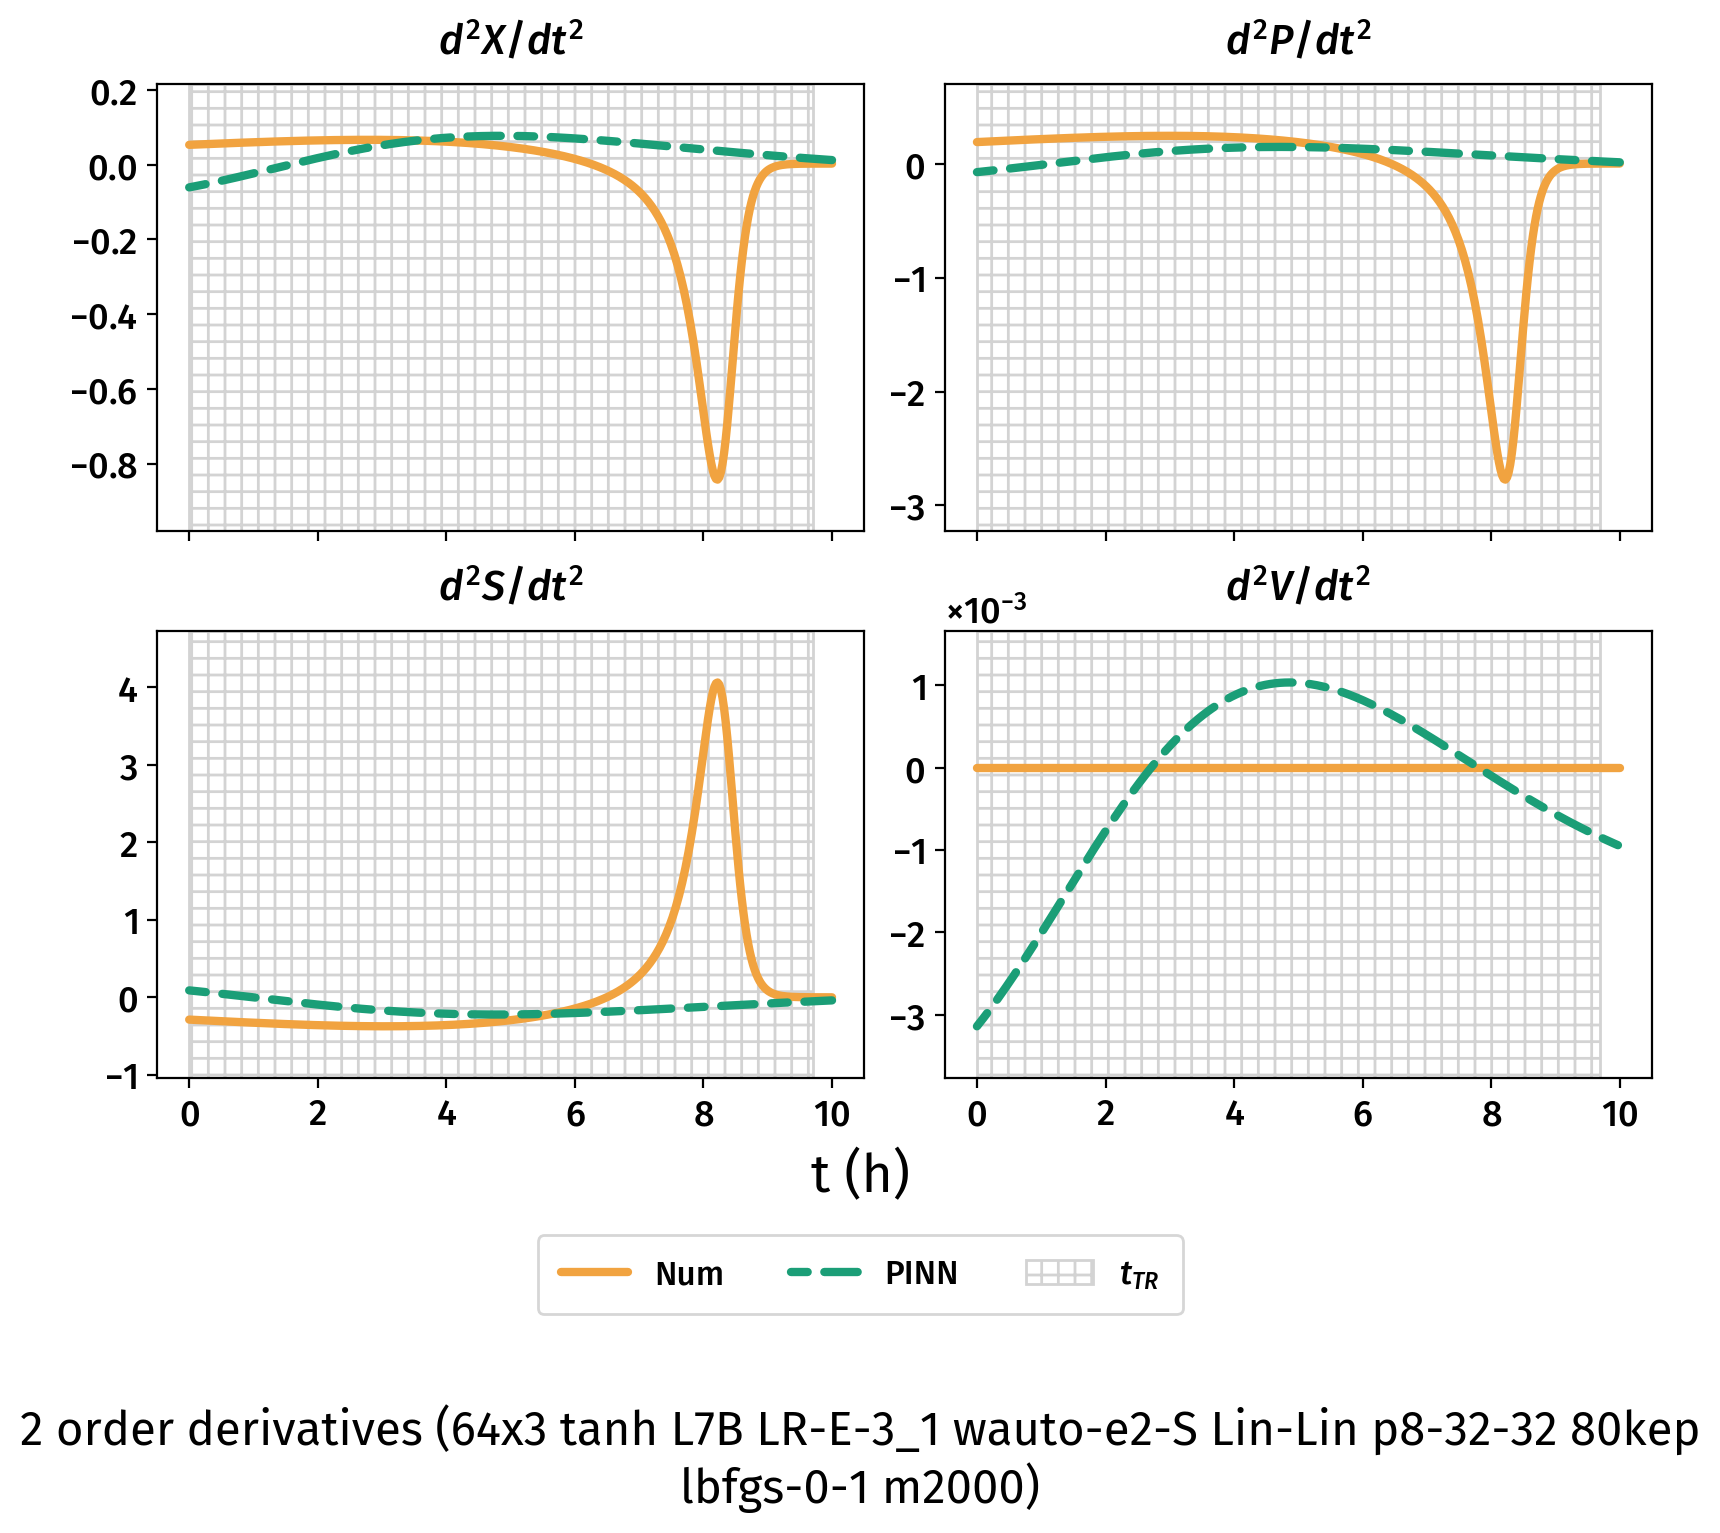 d²X/dt²
d²P/dt²
0.2
0.0
−0.2
−0.4
−0.6
−0.8
0
−1
−2
−3
d²S/dt²
d²V/dt²
×10⁻³
4
3
2
1
0
−1
1
0
−1
−2
−3
0 2 4 6 8 10
0 2 4 6 8 10
t (h)
Num PINN t_TR
2 order derivatives (64x3 tanh L7B LR-E-3_1 wauto-e2-S Lin-Lin p8-32-32 80kep
lbfgs-0-1 m2000)